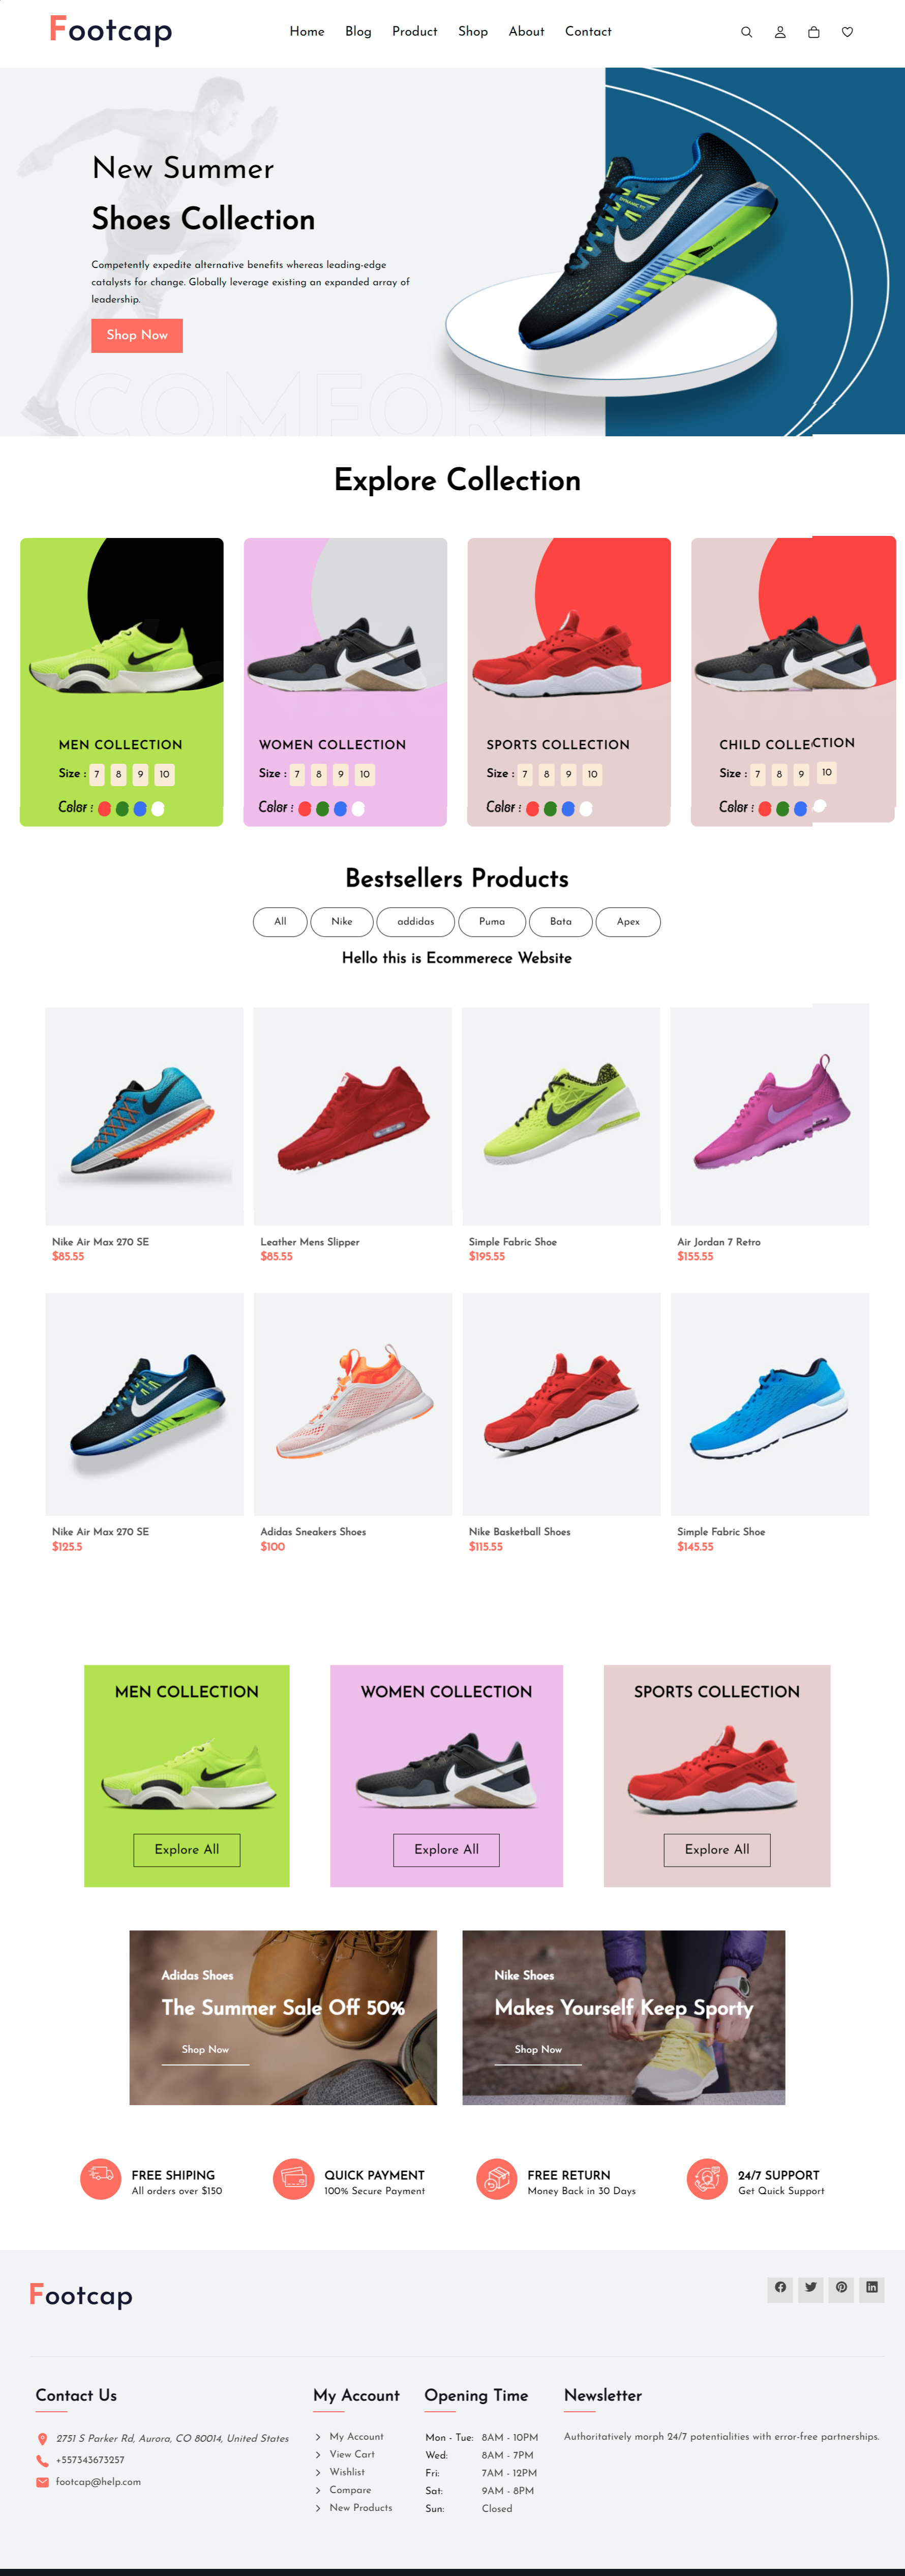 Footcap
Home Blog Product Shop About Contact
New Summer
Shoes Collection
Competently expedite alternative benefits whereas leading-edge
catalysts for change. Globally leverage existing an expanded array of
leadership.
Shop Now
COMFORT
Explore Collection
MEN COLLECTION
Size : 7 8 9 10
Color :
WOMEN COLLECTION
Size : 7 8 9 10
Color :
SPORTS COLLECTION
Size : 7 8 9 10
Color :
CHILD COLLECTION
Size : 7 8 9 10
Color :
Bestsellers Products
All Nike addidas Puma Bata Apex
Hello this is Ecommerece Website
Nike Air Max 270 SE
$85.55
Leather Mens Slipper
$85.55
Simple Fabric Shoe
$195.55
Air Jordan 7 Retro
$155.55
Nike Air Max 270 SE
$125.5
Adidas Sneakers Shoes
$100
Nike Basketball Shoes
$115.55
Simple Fabric Shoe
$145.55
MEN COLLECTION
Explore All
WOMEN COLLECTION
Explore All
SPORTS COLLECTION
Explore All
Adidas Shoes
The Summer Sale Off 50%
Shop Now
Nike Shoes
Makes Yourself Keep Sporty
Shop Now
FREE SHIPING
All orders over $150
QUICK PAYMENT
100% Secure Payment
FREE RETURN
Money Back in 30 Days
24/7 SUPPORT
Get Quick Support
Footcap
Contact Us
2751 S Parker Rd, Aurora, CO 80014, United States
+557343673257
footcap@help.com
My Account
My Account
View Cart
Wishlist
Compare
New Products
Opening Time
Mon - Tue: 8AM - 10PM
Wed: 8AM - 7PM
Fri: 7AM - 12PM
Sat: 9AM - 8PM
Sun: Closed
Newsletter
Authoritatively morph 24/7 potentialities with error-free partnerships.